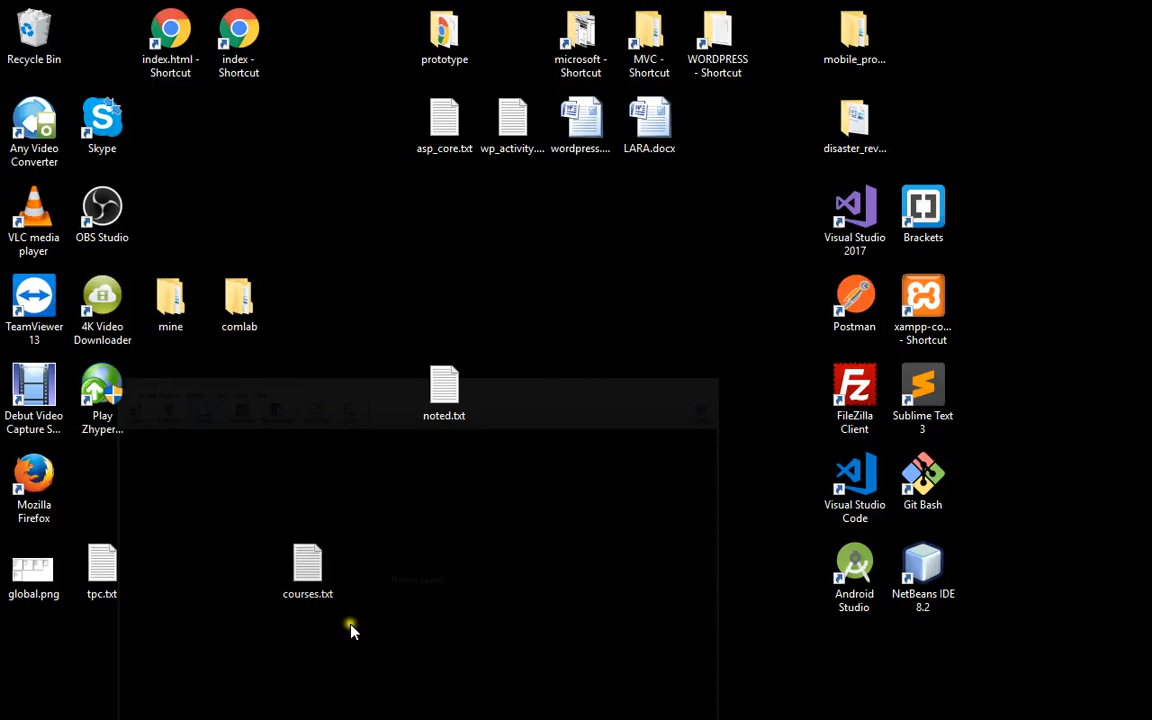 Recycle Bin
index.html -
Shortcut
index -
Shortcut
prototype
microsoft -
Shortcut
MVC -
Shortcut
WORDPRESS
- Shortcut
mobile_pro...
Any Video
Converter
Skype
asp_core.txt
wp_activity....
wordpress....
LARA.docx
disaster_rev...
VLC media
player
OBS Studio
Visual Studio
2017
Brackets
TeamViewer
13
4K Video
Downloader
mine
comlab
Postman
xampp-co...
- Shortcut
Debut Video
Capture S...
Play
Zhyper...
noted.txt
FileZilla
Client
Sublime Text
3
Mozilla
Firefox
Visual Studio
Code
Git Bash
global.png
tpc.txt
courses.txt
Android
Studio
NetBeans IDE
8.2